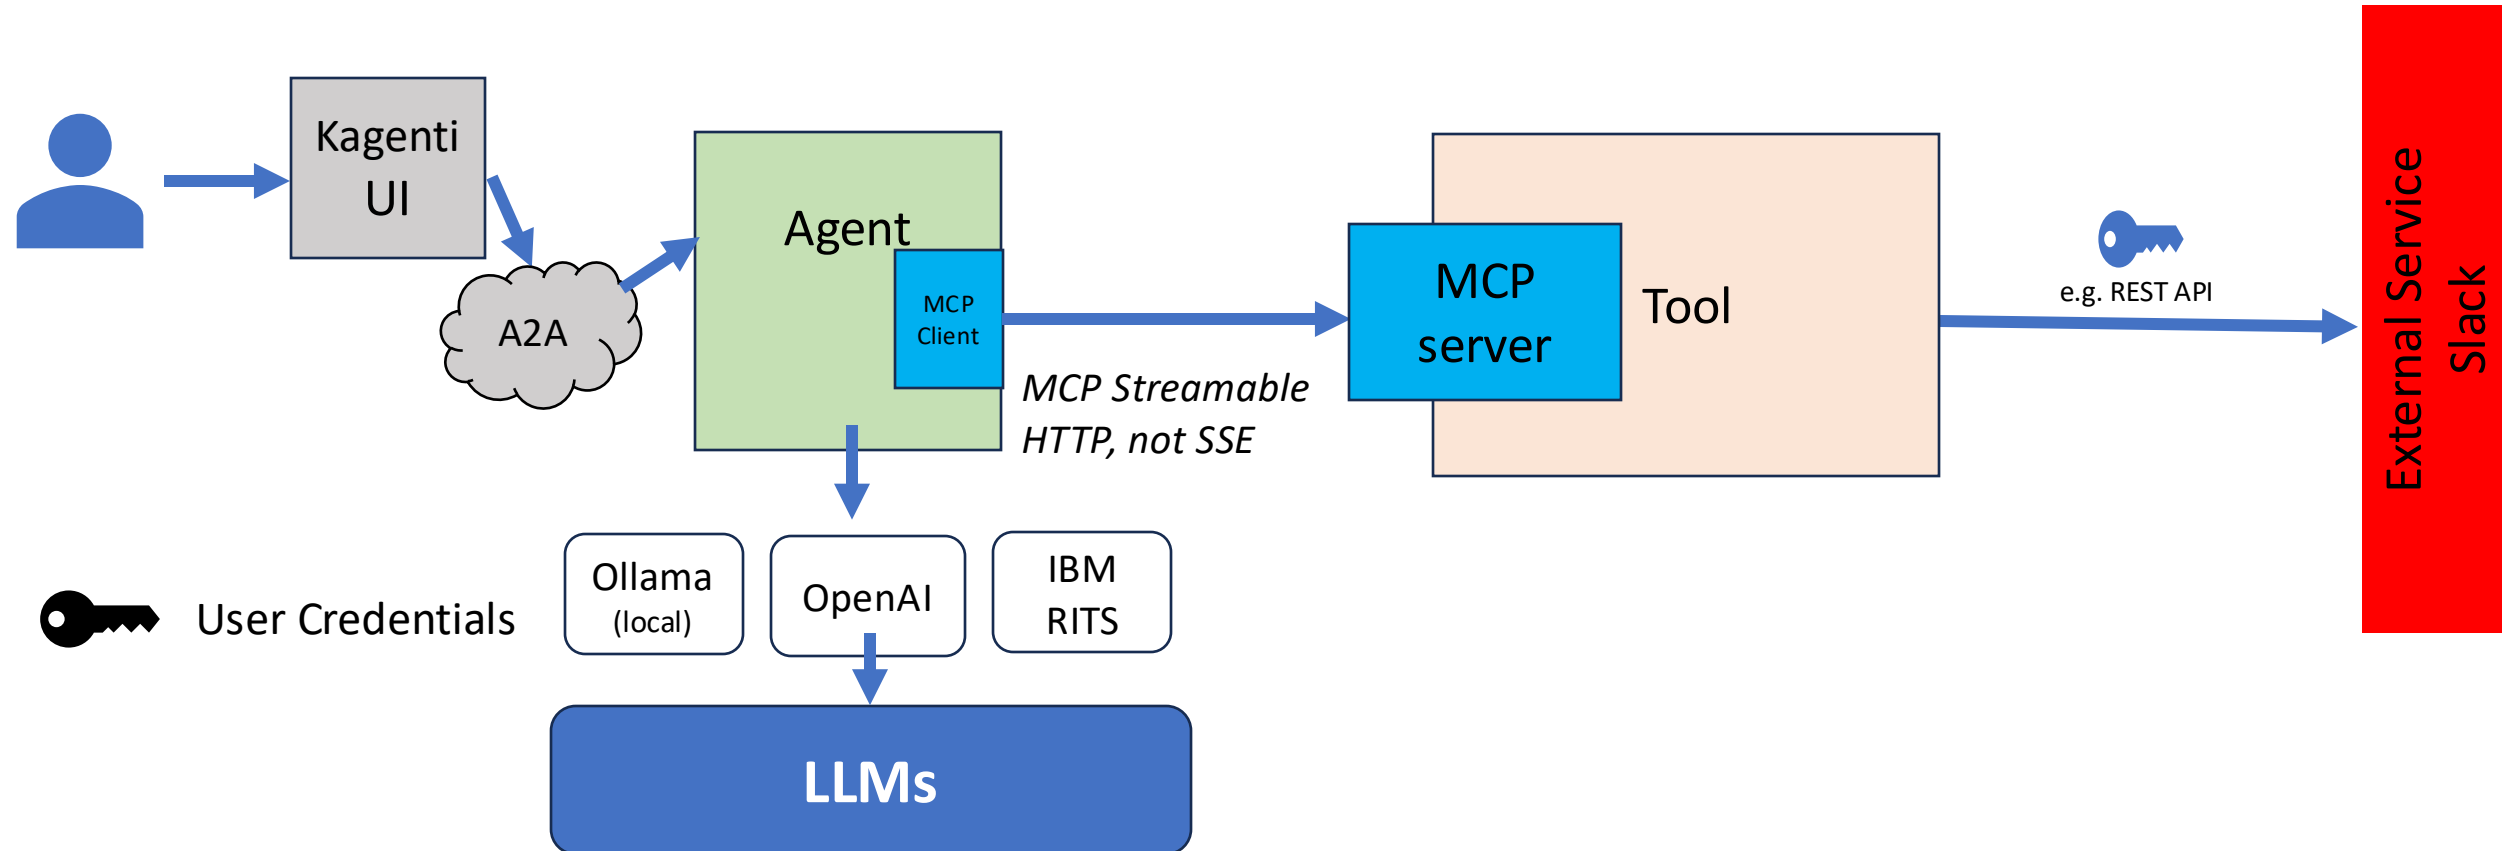 Kagenti
UI
A2A
Agent
MCP
Client
MCP Streamable
HTTP, not SSE
MCP
server
Tool
e.g. REST API
External Service
Slack
User Credentials
Ollama
(local)
OpenAI
IBM
RITS
LLMs